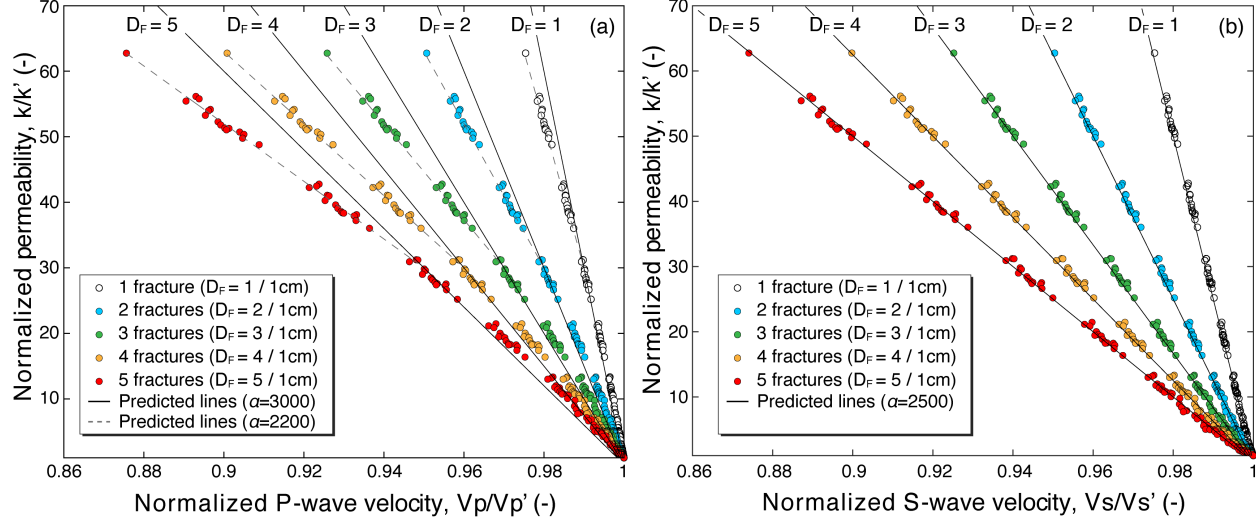 D_F = 5 D_F = 4 D_F = 3 D_F = 2 D_F = 1 (a)
70
60
50
40
30
20
10
Normalized permeability, k/k’ (-)
1 fracture (D_F = 1 / 1cm)
2 fractures (D_F = 2 / 1cm)
3 fractures (D_F = 3 / 1cm)
4 fractures (D_F = 4 / 1cm)
5 fractures (D_F = 5 / 1cm)
Predicted lines (α=3000)
Predicted lines (α=2200)
0.86 0.88 0.9 0.92 0.94 0.96 0.98 1
Normalized P-wave velocity, Vp/Vp’ (-)
D_F = 5 D_F = 4 D_F = 3 D_F = 2 D_F = 1 (b)
70
60
50
40
30
20
10
Normalized permeability, k/k’ (-)
1 fracture (D_F = 1 / 1cm)
2 fractures (D_F = 2 / 1cm)
3 fractures (D_F = 3 / 1cm)
4 fractures (D_F = 4 / 1cm)
5 fractures (D_F = 5 / 1cm)
Predicted lines (α=2500)
0.86 0.88 0.9 0.92 0.94 0.96 0.98 1
Normalized S-wave velocity, Vs/Vs’ (-)